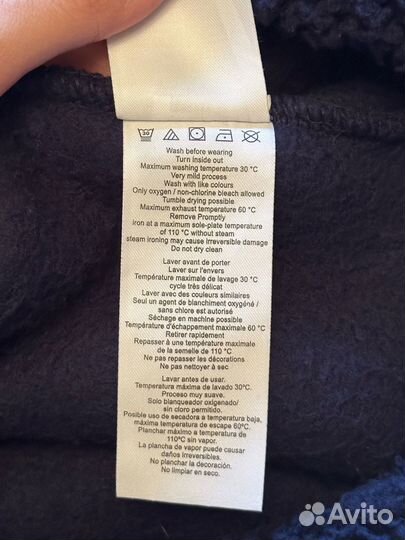 30
Wash before wearing
Turn inside out
Maximum washing temperature 30 °C
Very mild process
Wash with like colours
Only oxygen / non-chlorine bleach allowed
Tumble drying possible
Maximum exhaust temperature 60 °C
Remove Promptly
iron at a maximum sole-plate temperature
of 110 °C without steam
steam ironing may cause irreversible damage
Do not dry clean
Laver avant de porter
Laver sur l'envers
Température maximale de lavage 30 °C
cycle très délicat
Laver avec des couleurs similaires
Seul un agent de blanchiment oxygéné /
sans chlore est autorisé
Séchage en machine possible
Température d'échappement maximale 60 °C
Retirer rapidement
Repasser à une température maximale
de la semelle de 110 °C
Ne pas repasser les décorations
Ne pas nettoyer à sec
Lavar antes de usar.
Temperatura máxima de lavado 30ºC.
Proceso muy suave.
Solo blanqueador oxigenado/
sin cloro permitido.
Posible uso de secadora a temperatura baja,
máxima temperatura de escape 60ºC.
Planchar máximo a temperatura de
110ºC sin vapor.
La plancha de vapor puede causar
daños irreversibles.
No planchar la decoración.
No limpiar en seco.
Avito